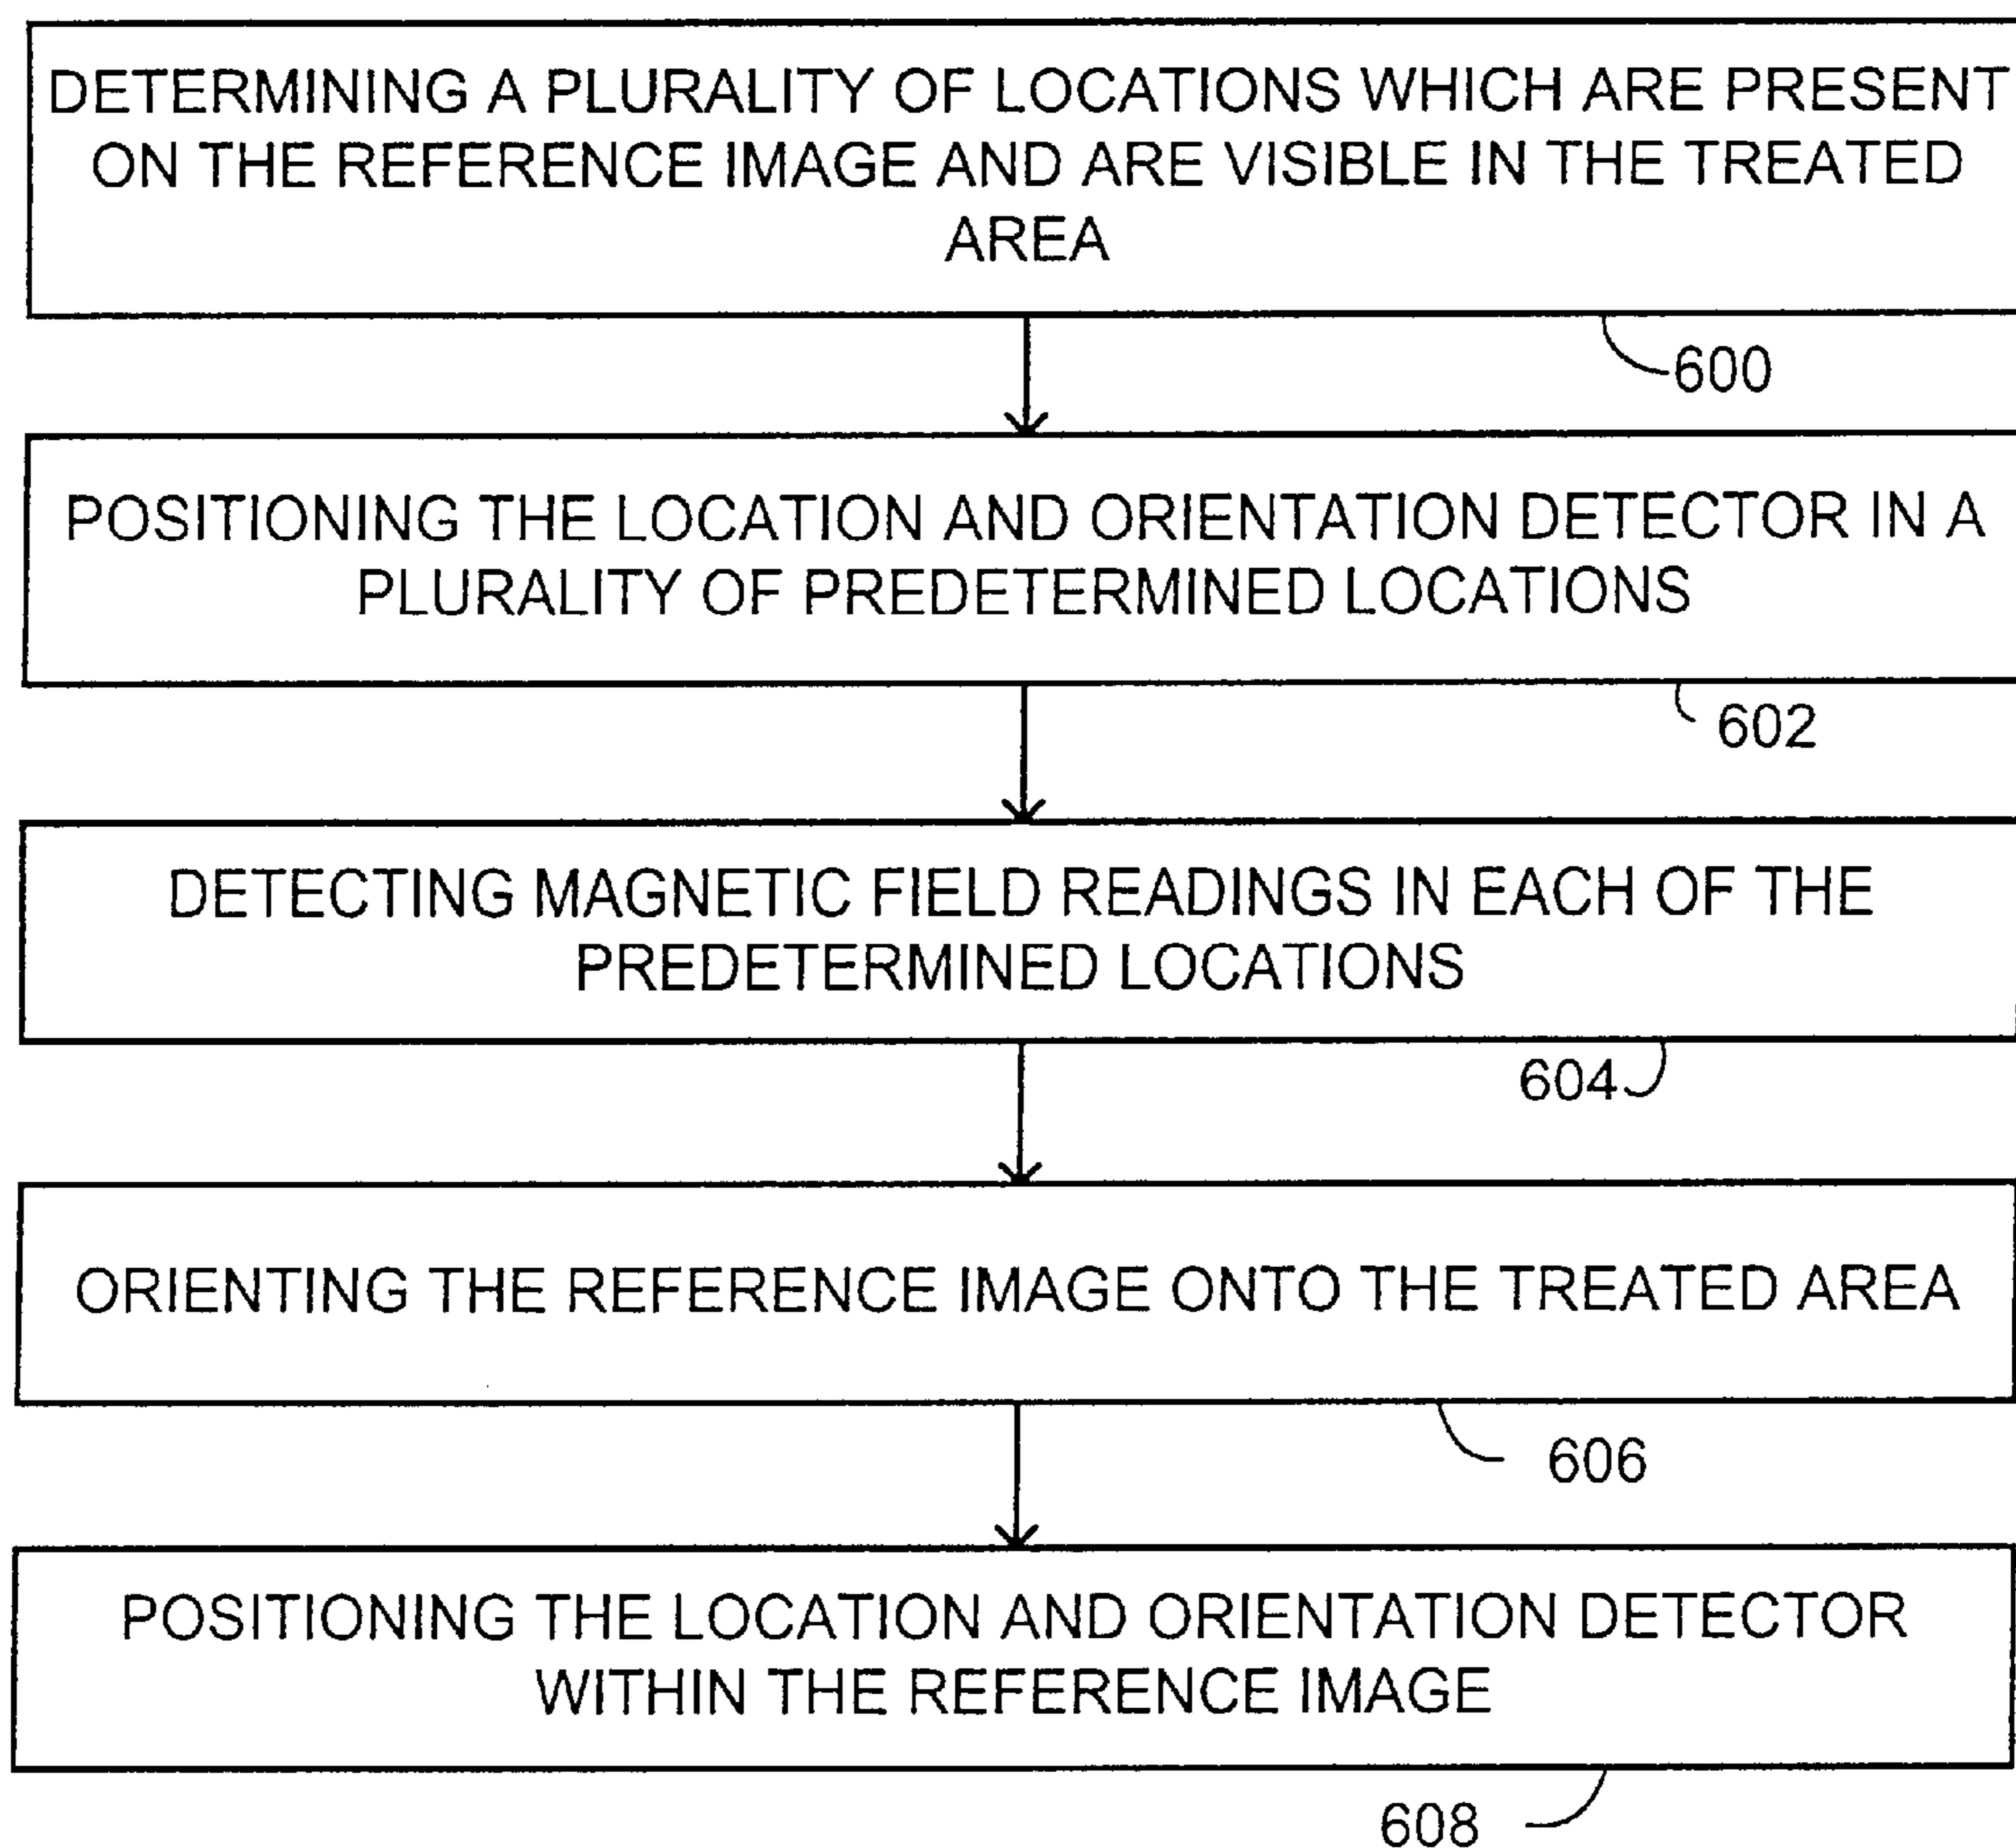 DETERMINING A PLURALITY OF LOCATIONS WHICH ARE PRESENT
ON THE REFERENCE IMAGE AND ARE VISIBLE IN THE TREATED
AREA
600
POSITIONING THE LOCATION AND ORIENTATION DETECTOR IN A
PLURALITY OF PREDETERMINED LOCATIONS
602
DETECTING MAGNETIC FIELD READINGS IN EACH OF THE
PREDETERMINED LOCATIONS
604
ORIENTING THE REFERENCE IMAGE ONTO THE TREATED AREA
606
POSITIONING THE LOCATION AND ORIENTATION DETECTOR
WITHIN THE REFERENCE IMAGE
608